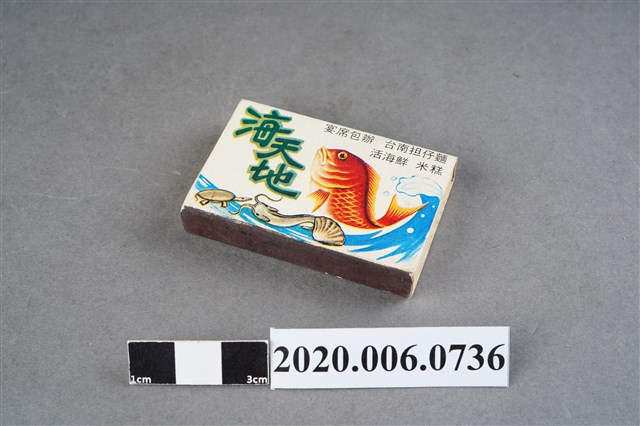 海天地
宴席包辦 台南担仔麵
活海鮮 米糕
1cm 3cm
2020.006.0736